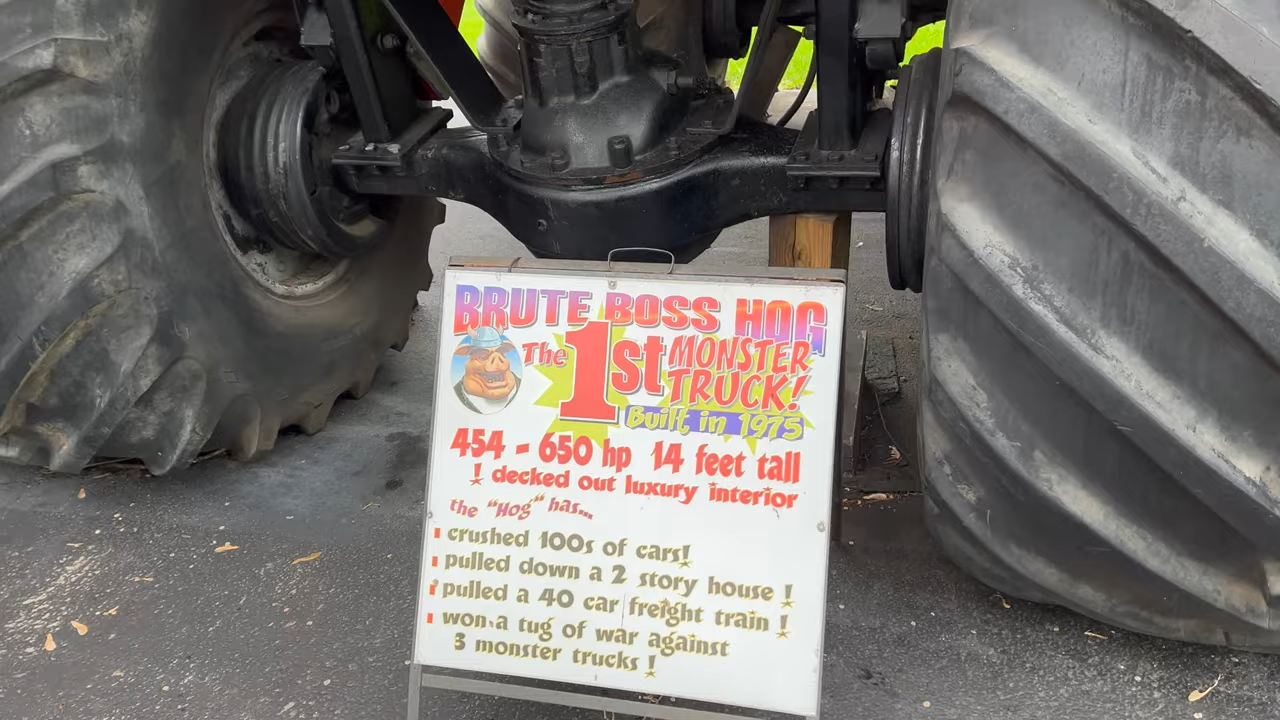 BRUTE BOSS HOG
The 1st MONSTER TRUCK!
Built in 1975
454 - 650 hp 14 feet tall
! decked out luxury interior
the "Hog" has...
crushed 100s of cars!
pulled down a 2 story house !
pulled a 40 car freight train !
won a tug of war against
3 monster trucks !